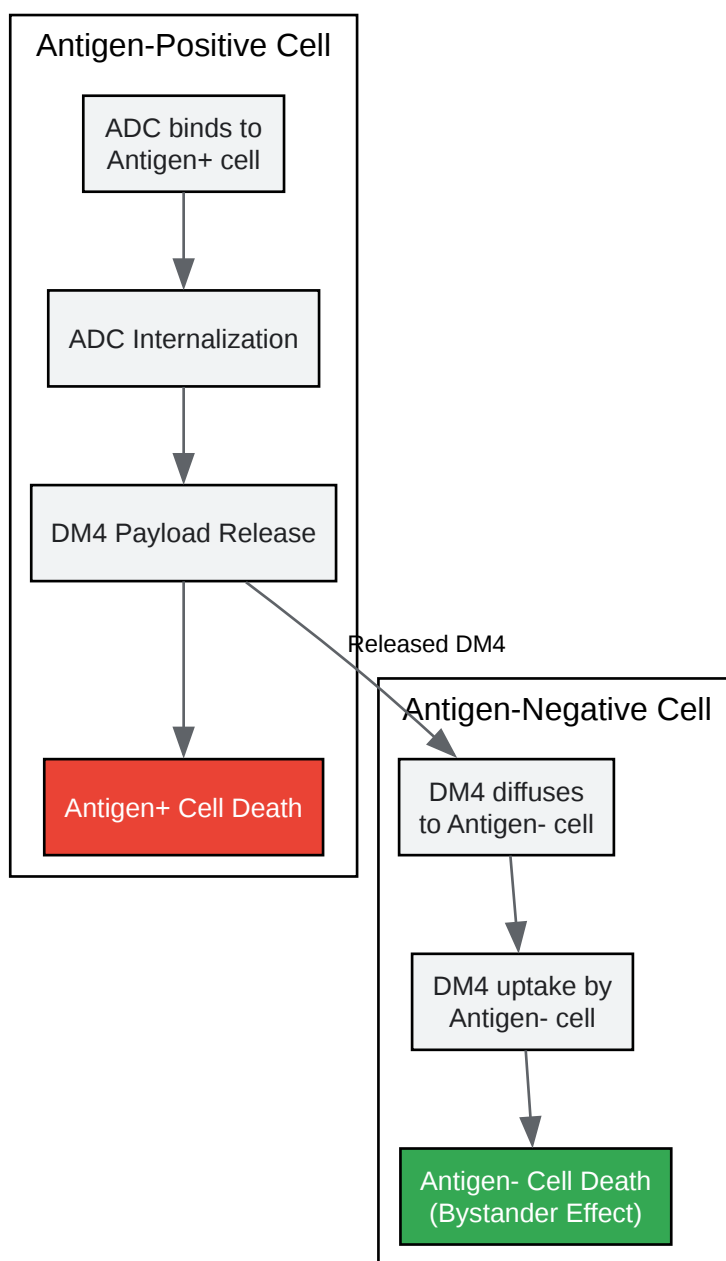 Antigen-Positive Cell
ADC binds to
Antigen+ cell
ADC Internalization
DM4 Payload Release
Released DM4
Antigen+ Cell Death
Antigen-Negative Cell
DM4 diffuses
to Antigen- cell
DM4 uptake by
Antigen- cell
Antigen- Cell Death
(Bystander Effect)